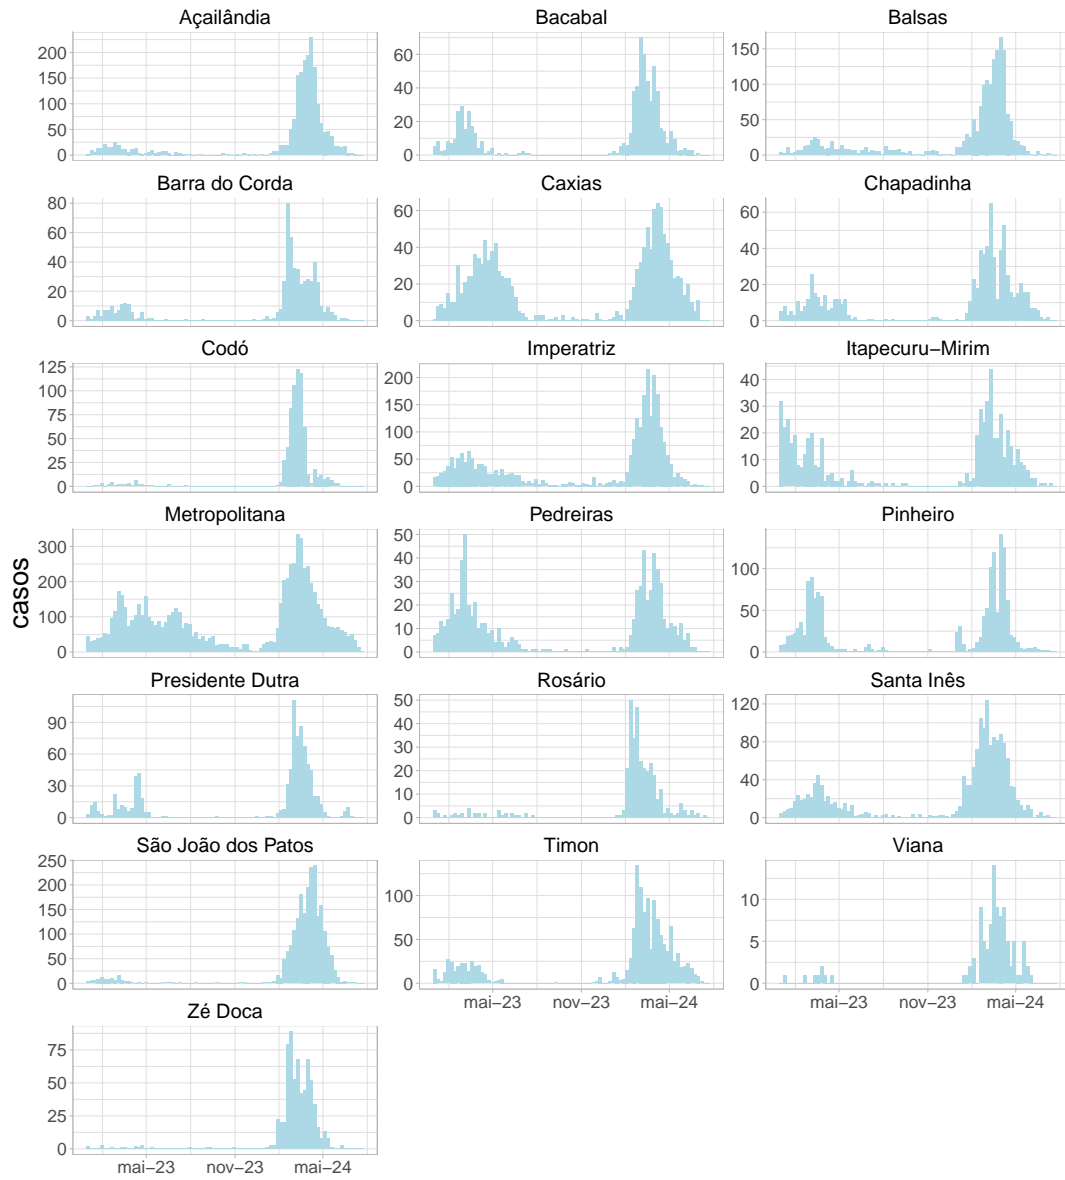 Açailândia
Bacabal
Balsas
200
150
100
50
0
60
40
20
0
150
100
50
0
Barra do Corda
Caxias
Chapadinha
80
60
40
20
0
60
40
20
0
60
40
20
0
Codó
Imperatriz
Itapecuru−Mirim
125
100
75
50
25
0
200
150
100
50
0
40
30
20
10
0
Metropolitana
Pedreiras
Pinheiro
casos
300
200
100
0
50
40
30
20
10
0
100
50
0
Presidente Dutra
Rosário
Santa Inês
90
60
30
0
50
40
30
20
10
0
120
80
40
0
São João dos Patos
Timon
Viana
250
200
150
100
50
0
100
50
0
10
5
0
mai−23
nov−23
mai−24
mai−23
nov−23
mai−24
Zé Doca
75
50
25
0
mai−23
nov−23
mai−24